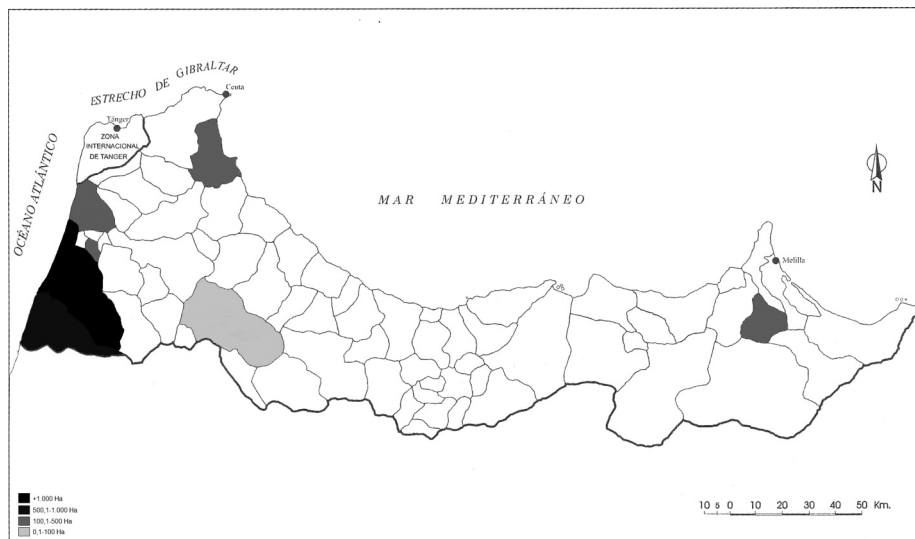 ESTRECHO DE GIBRALTAR
Ceuta
Tánger
ZONA
INTERNACIONAL
DE TANGER
OCÉANO ATLÁNTICO
MAR MEDITERRÁNEO
N
Melilla
+1.000 Ha
500,1-1.000 Ha
100,1-500 Ha
0,1-100 Ha
10 5 0 10 20 30 40 50 Km.